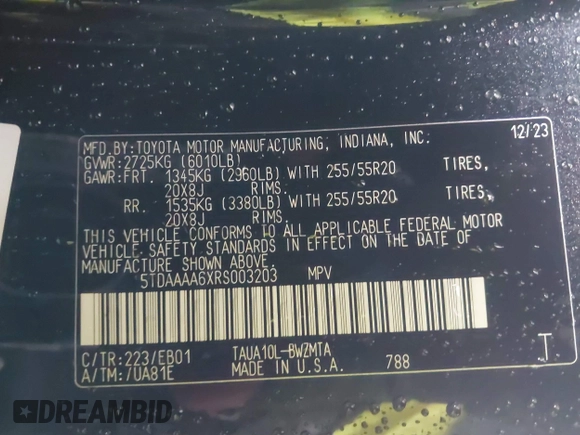 MFD.BY:TOYOTA MOTOR MANUFACTURING, INDIANA, INC. 12/23
GVWR:2725KG (6010LB)
GAWR:FRT. 1345KG (2960LB) WITH 255/55R20 TIRES,
20X8J RIMS.
RR. 1535KG (3380LB) WITH 255/55R20 TIRES,
20X8J RIMS.
THIS VEHICLE CONFORMS TO ALL APPLICABLE FEDERAL MOTOR
VEHICLE SAFETY STANDARDS IN EFFECT ON THE DATE OF
MANUFACTURE SHOWN ABOVE.
5TDAAAA6XRS003203 MPV
C/TR:223/EB01 TAUA10L-BWZMTA T
A/TM:/UA81E MADE IN U.S.A. 788
DREAMBID